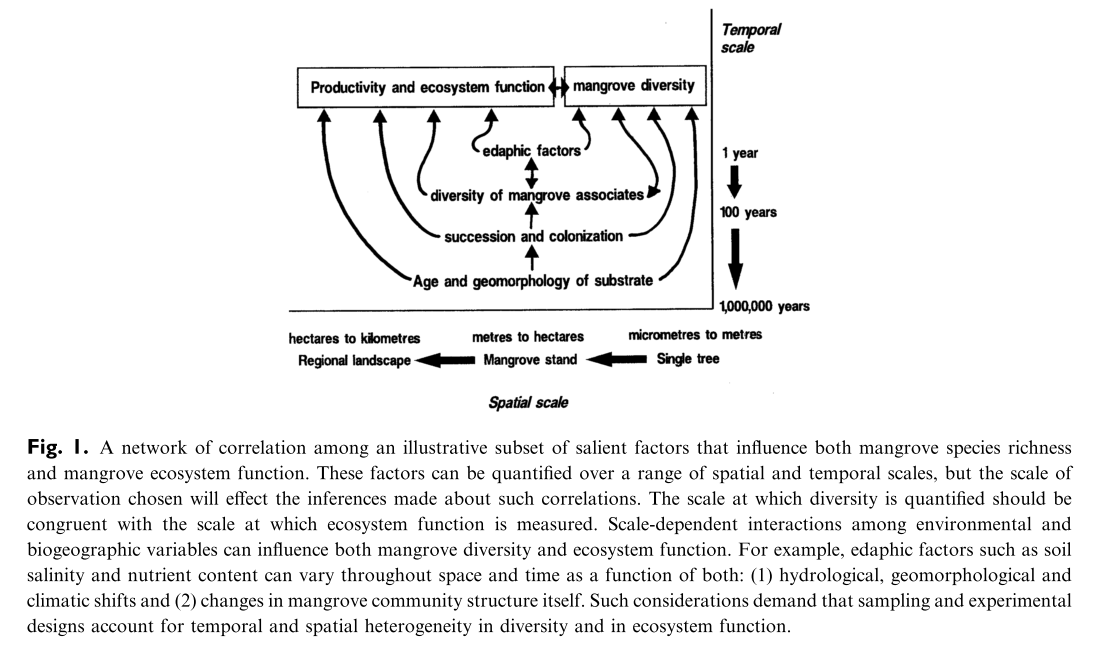 Temporal
scale
Productivity and ecosystem function
mangrove diversity
edaphic factors
1 year
diversity of mangrove associates
100 years
succession and colonization
Age and geomorphology of substrate
1,000,000 years
hectares to kilometres
metres to hectares
micrometres to metres
Regional landscape
Mangrove stand
Single tree
Spatial scale
Fig. 1. A network of correlation among an illustrative subset of salient factors that influence both mangrove species richness
and mangrove ecosystem function. These factors can be quantified over a range of spatial and temporal scales, but the scale of
observation chosen will effect the inferences made about such correlations. The scale at which diversity is quantified should be
congruent with the scale at which ecosystem function is measured. Scale-dependent interactions among environmental and
biogeographic variables can influence both mangrove diversity and ecosystem function. For example, edaphic factors such as soil
salinity and nutrient content can vary throughout space and time as a function of both: (1) hydrological, geomorphological and
climatic shifts and (2) changes in mangrove community structure itself. Such considerations demand that sampling and experimental
designs account for temporal and spatial heterogeneity in diversity and in ecosystem function.